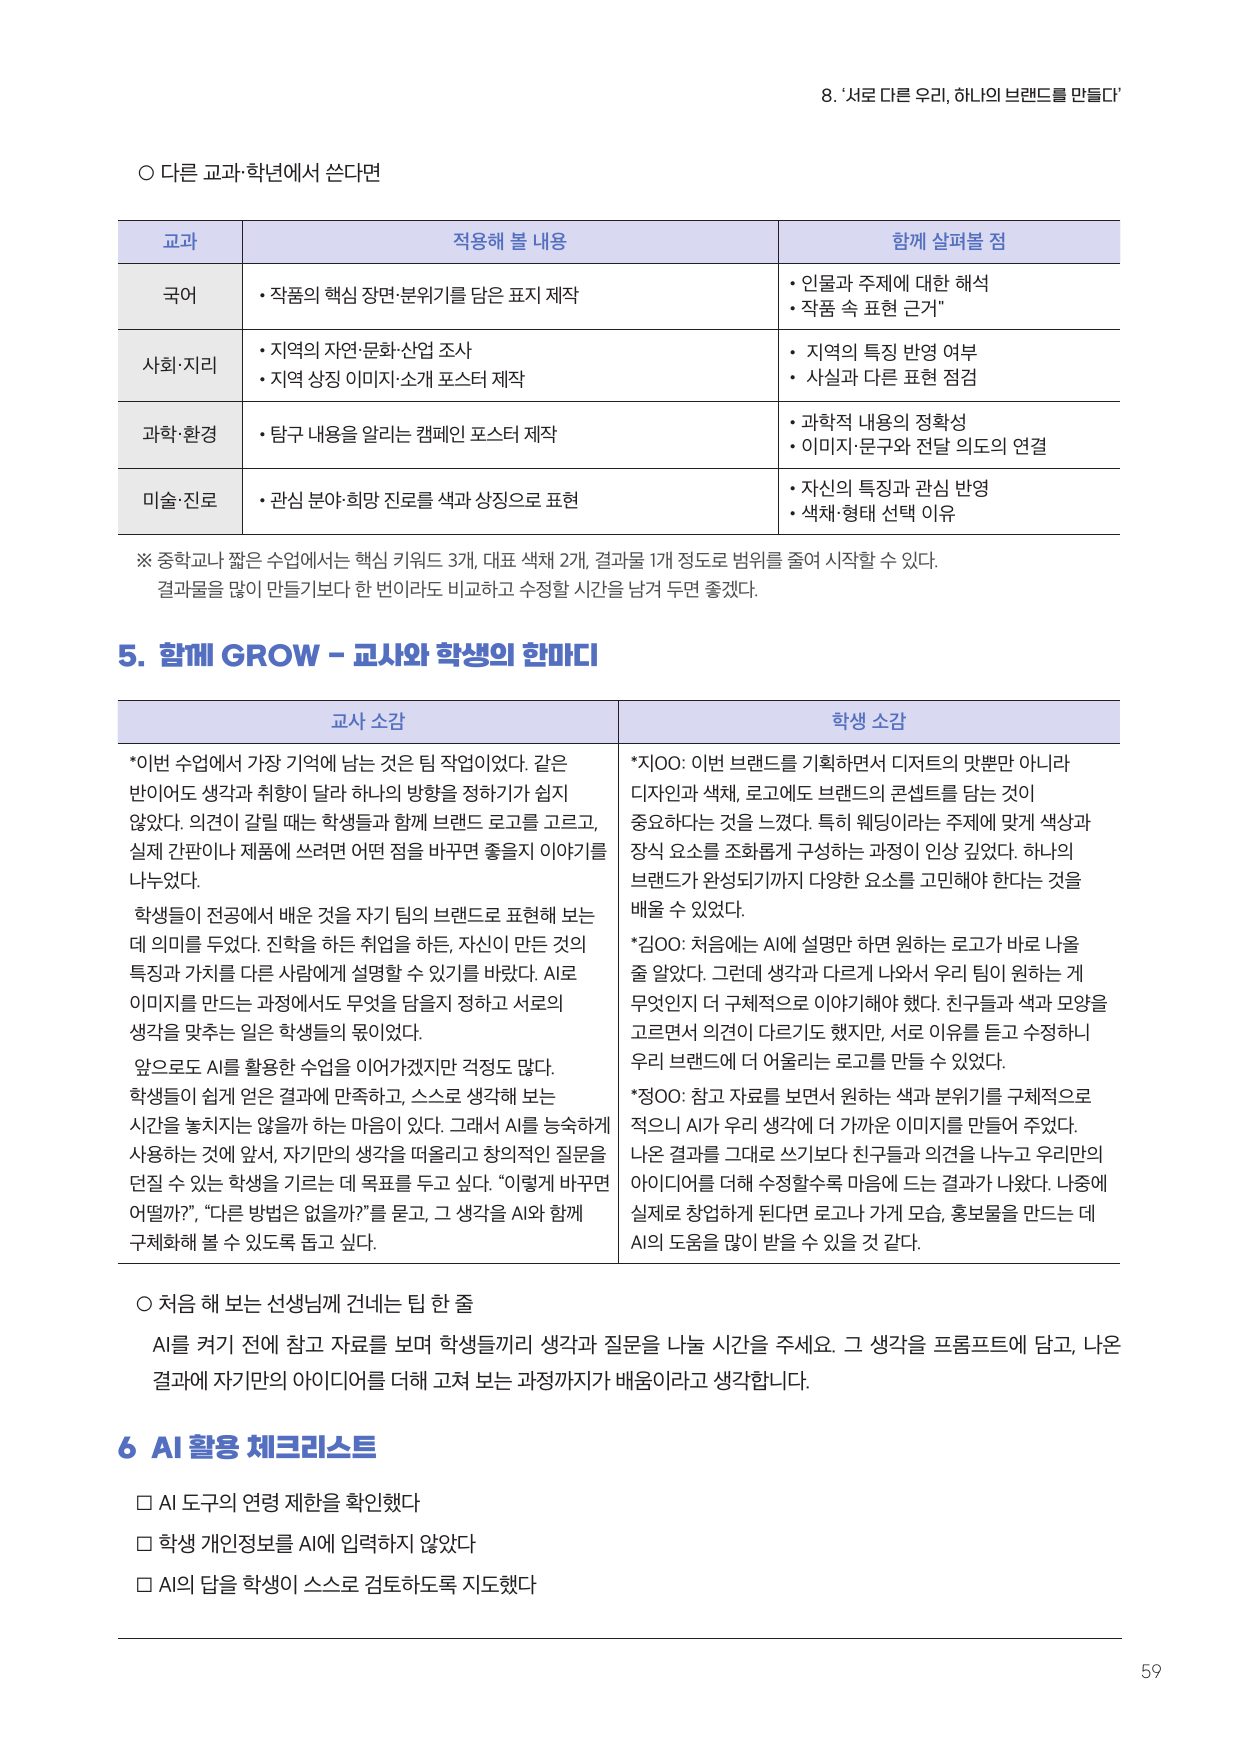 8. ‘서로 다른 우리, 하나의 브랜드를 만들다’
○ 다른 교과·학년에서 쓴다면
교과
적용해 볼 내용
함께 살펴볼 점
국어
• 작품의 핵심 장면·분위기를 담은 표지 제작
• 인물과 주제에 대한 해석
• 작품 속 표현 근거"
사회·지리
• 지역의 자연·문화·산업 조사
• 지역 상징 이미지·소개 포스터 제작
• 지역의 특징 반영 여부
• 사실과 다른 표현 점검
과학·환경
• 탐구 내용을 알리는 캠페인 포스터 제작
• 과학적 내용의 정확성
• 이미지·문구와 전달 의도의 연결
미술·진로
• 관심 분야·희망 진로를 색과 상징으로 표현
• 자신의 특징과 관심 반영
• 색채·형태 선택 이유
※ 중학교나 짧은 수업에서는 핵심 키워드 3개, 대표 색채 2개, 결과물 1개 정도로 범위를 줄여 시작할 수 있다.
결과물을 많이 만들기보다 한 번이라도 비교하고 수정할 시간을 남겨 두면 좋겠다.
5. 함께 GROW – 교사와 학생의 한마디
교사 소감
*이번 수업에서 가장 기억에 남는 것은 팀 작업이었다. 같은
반이어도 생각과 취향이 달라 하나의 방향을 정하기가 쉽지
않았다. 의견이 갈릴 때는 학생들과 함께 브랜드 로고를 고르고,
실제 간판이나 제품에 쓰려면 어떤 점을 바꾸면 좋을지 이야기를
나누었다.
학생들이 전공에서 배운 것을 자기 팀의 브랜드로 표현해 보는
데 의미를 두었다. 진학을 하든 취업을 하든, 자신이 만든 것의
특징과 가치를 다른 사람에게 설명할 수 있기를 바랐다. AI로
이미지를 만드는 과정에서도 무엇을 담을지 정하고 서로의
생각을 맞추는 일은 학생들의 몫이었다.
앞으로도 AI를 활용한 수업을 이어가겠지만 걱정도 많다.
학생들이 쉽게 얻은 결과에 만족하고, 스스로 생각해 보는
시간을 놓치지는 않을까 하는 마음이 있다. 그래서 AI를 능숙하게
사용하는 것에 앞서, 자기만의 생각을 떠올리고 창의적인 질문을
던질 수 있는 학생을 기르는 데 목표를 두고 싶다. “이렇게 바꾸면
어떨까?”, “다른 방법은 없을까?”를 묻고, 그 생각을 AI와 함께
구체화해 볼 수 있도록 돕고 싶다.
학생 소감
*지OO: 이번 브랜드를 기획하면서 디저트의 맛뿐만 아니라
디자인과 색채, 로고에도 브랜드의 콘셉트를 담는 것이
중요하다는 것을 느꼈다. 특히 웨딩이라는 주제에 맞게 색상과
장식 요소를 조화롭게 구성하는 과정이 인상 깊었다. 하나의
브랜드가 완성되기까지 다양한 요소를 고민해야 한다는 것을
배울 수 있었다.
*김OO: 처음에는 AI에 설명만 하면 원하는 로고가 바로 나올
줄 알았다. 그런데 생각과 다르게 나와서 우리 팀이 원하는 게
무엇인지 더 구체적으로 이야기해야 했다. 친구들과 색과 모양을
고르면서 의견이 다르기도 했지만, 서로 이유를 듣고 수정하니
우리 브랜드에 더 어울리는 로고를 만들 수 있었다.
*정OO: 참고 자료를 보면서 원하는 색과 분위기를 구체적으로
적으니 AI가 우리 생각에 더 가까운 이미지를 만들어 주었다.
나온 결과를 그대로 쓰기보다 친구들과 의견을 나누고 우리만의
아이디어를 더해 수정할수록 마음에 드는 결과가 나왔다. 나중에
실제로 창업하게 된다면 로고나 가게 모습, 홍보물을 만드는 데
AI의 도움을 많이 받을 수 있을 것 같다.
○ 처음 해 보는 선생님께 건네는 팁 한 줄
AI를 켜기 전에 참고 자료를 보며 학생들끼리 생각과 질문을 나눌 시간을 주세요. 그 생각을 프롬프트에 담고, 나온
결과에 자기만의 아이디어를 더해 고쳐 보는 과정까지가 배움이라고 생각합니다.
6 AI 활용 체크리스트
□ AI 도구의 연령 제한을 확인했다
□ 학생 개인정보를 AI에 입력하지 않았다
□ AI의 답을 학생이 스스로 검토하도록 지도했다
59